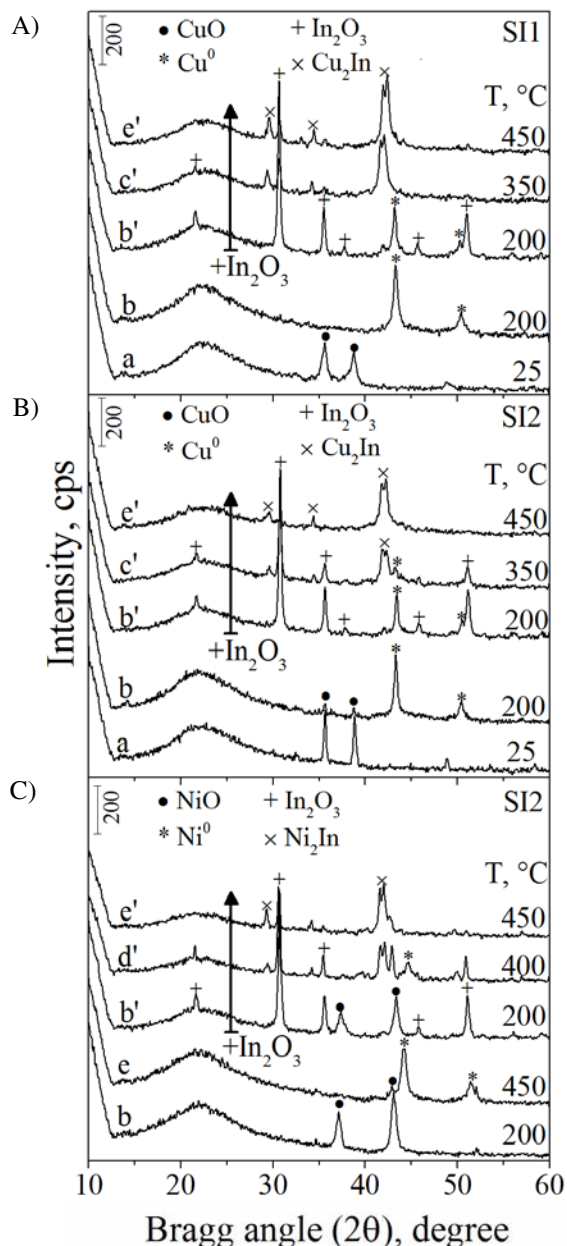 A)
200
● CuO + In₂O₃ SI1
* Cu⁰ × Cu₂In
T, °C
e' 450
c' 350
b' 200
+In₂O₃
b 200
a 25
B)
200
● CuO + In₂O₃ SI2
* Cu⁰ × Cu₂In
T, °C
e' 450
c' 350
b' 200
+In₂O₃
b 200
a 25
C)
200
● NiO + In₂O₃ SI2
* Ni⁰ × Ni₂In
T, °C
e' 450
d' 400
b' 200
+In₂O₃
e 450
b 200
Intensity, cps
10 20 30 40 50 60
Bragg angle (2θ), degree